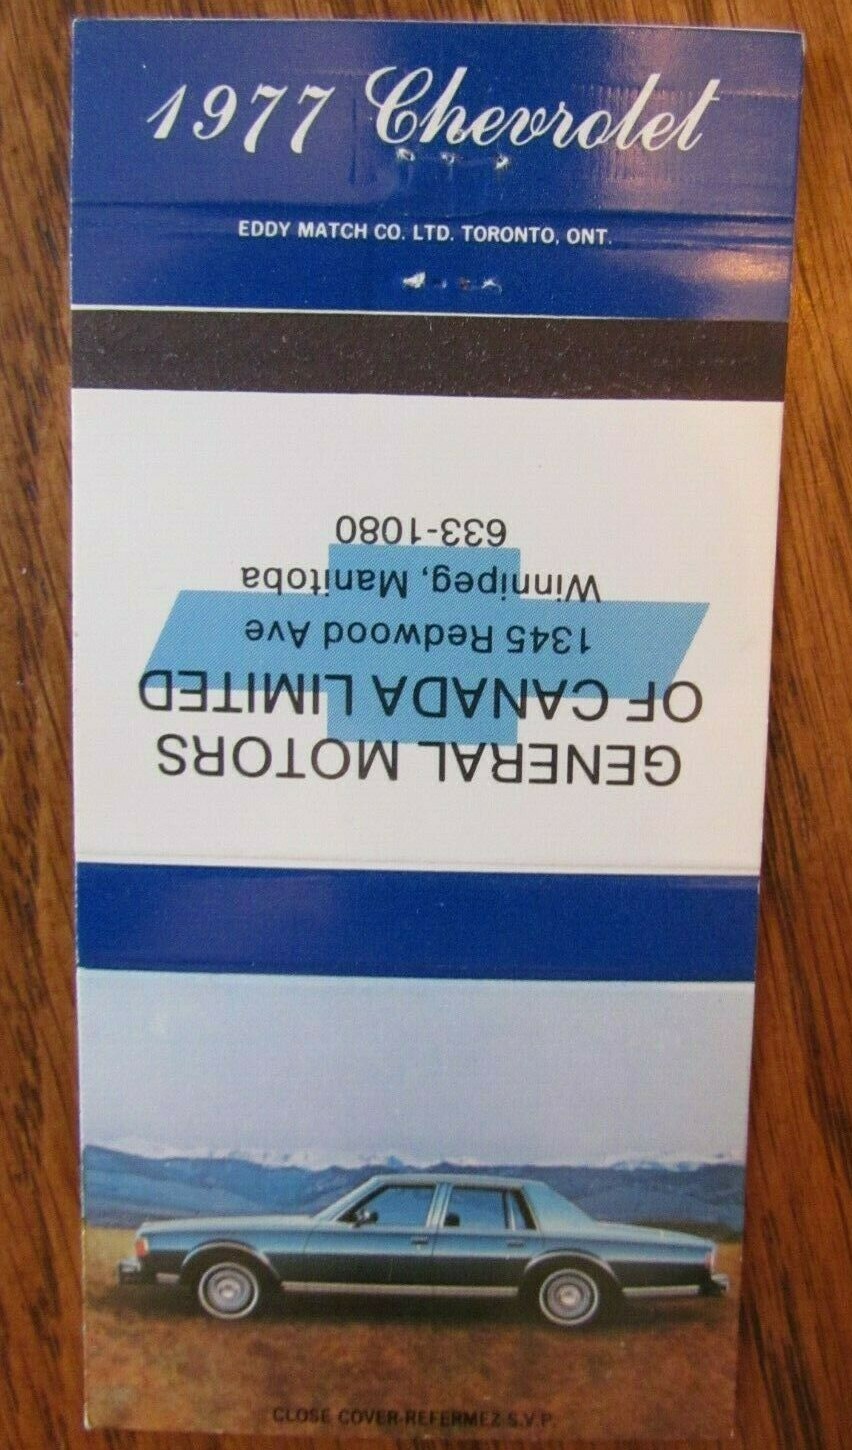 1977 Chevrolet
EDDY MATCH CO. LTD. TORONTO, ONT.
GENERAL MOTORS
OF CANADA LIMITED
1345 Redwood Ave
Winnipeg, Manitoba
633-1080
CLOSE COVER-REFERMEZ S.V.P.